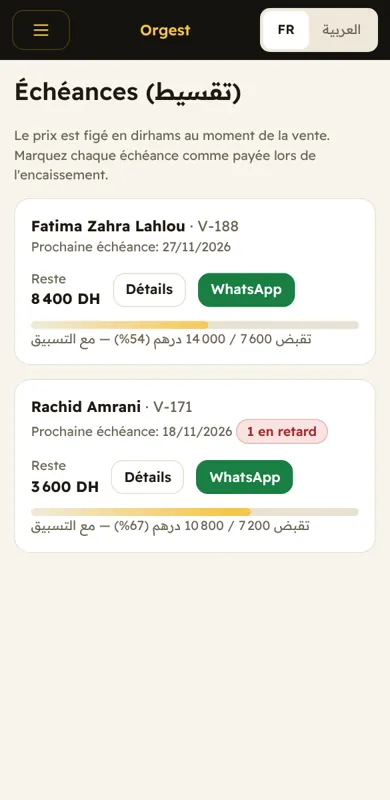 Orgest
FR
العربية
Échéances (تقسيط)
Le prix est figé en dirhams au moment de la vente.
Marquez chaque échéance comme payée lors de
l'encaissement.
Fatima Zahra Lahlou · V-188
Prochaine échéance: 27/11/2026
Reste
8 400 DH
Détails
WhatsApp
تقبض 7 600 / 14 000 درهم (54%) — مع التسبيق
Rachid Amrani · V-171
Prochaine échéance: 18/11/2026 1 en retard
Reste
3 600 DH
Détails
WhatsApp
تقبض 7 200 / 10 800 درهم (67%) — مع التسبيق